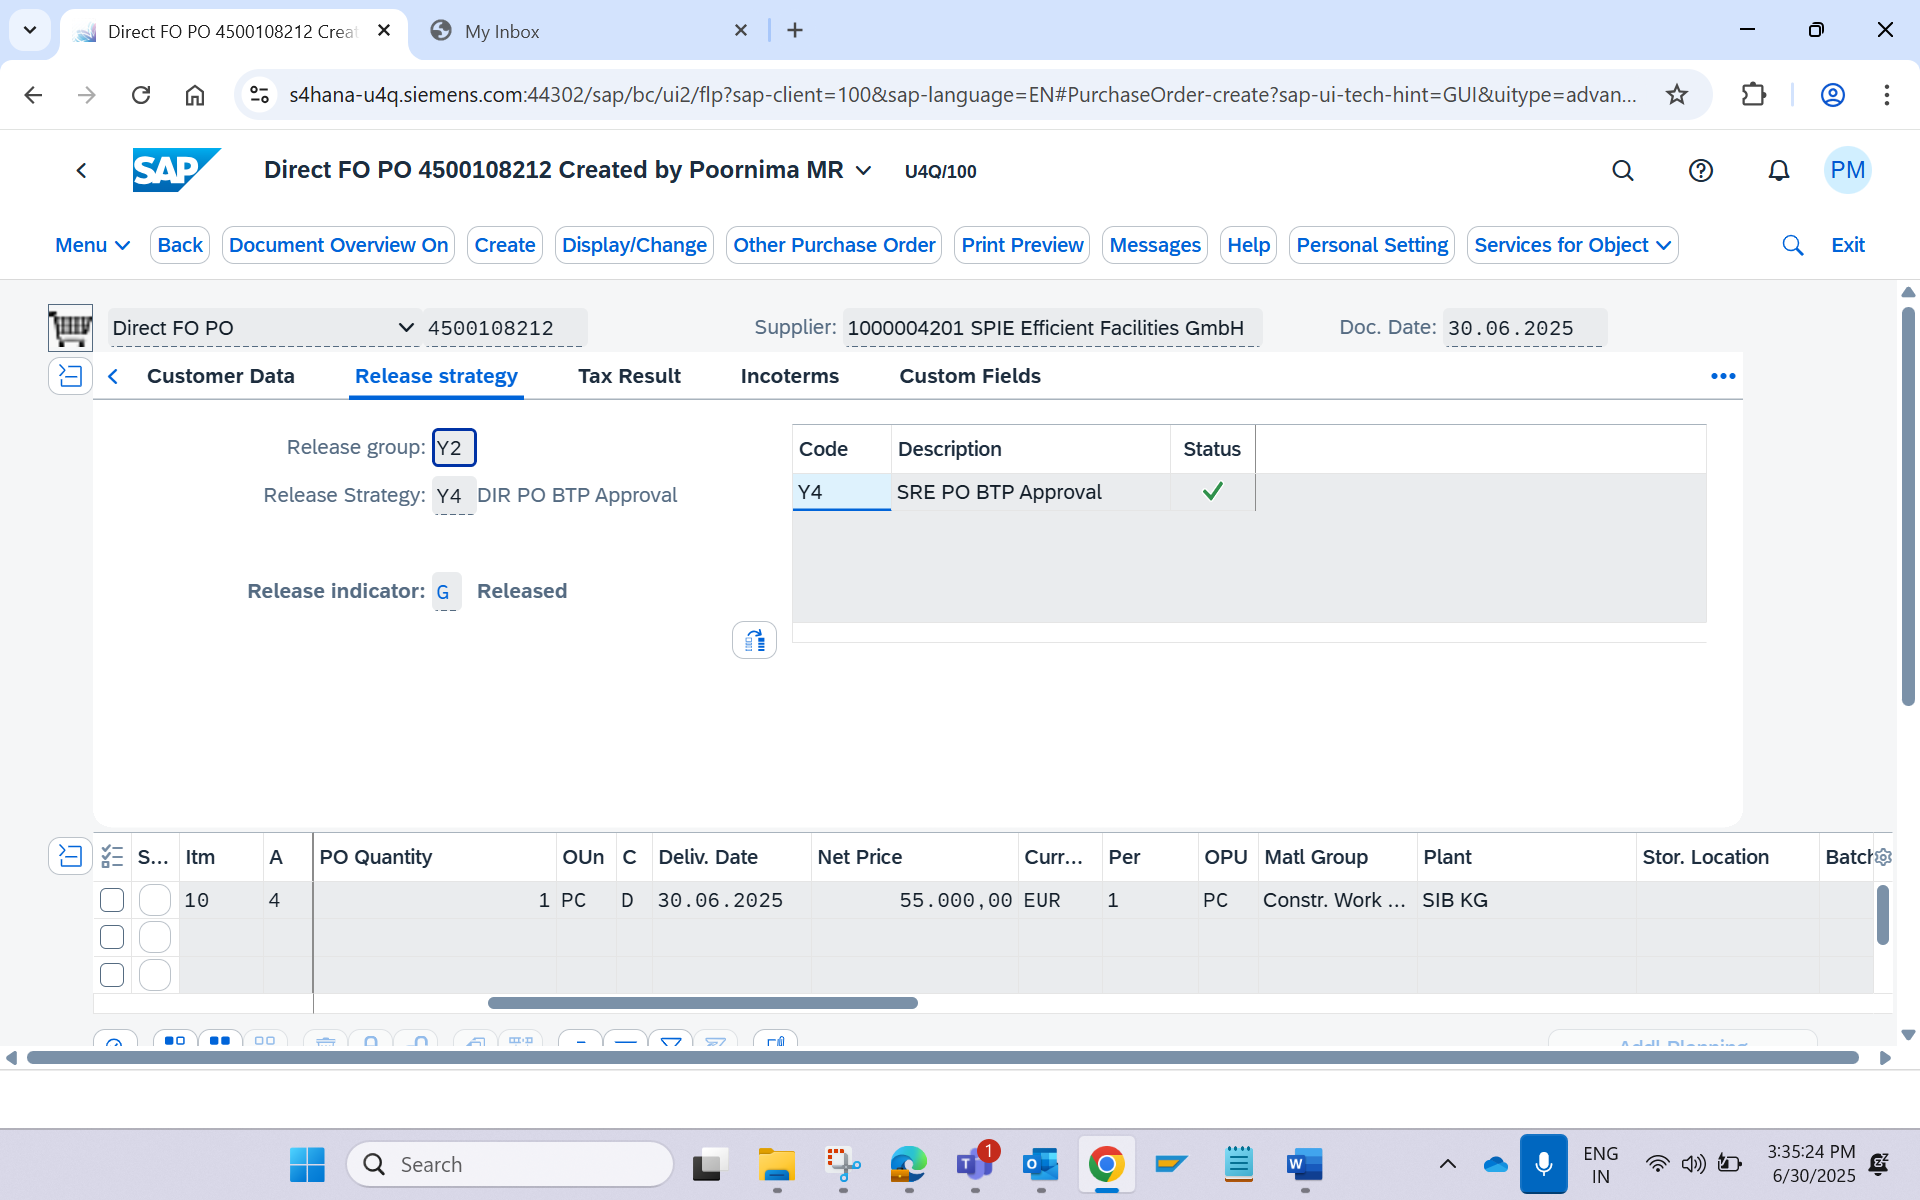 Direct FO PO 4500108212 Creat
My Inbox
s4hana-u4q.siemens.com:44302/sap/bc/ui2/flp?sap-client=100&sap-language=EN#PurchaseOrder-create?sap-ui-tech-hint=GUI&uitype=advan...
SAP Direct FO PO 4500108212 Created by Poornima MR U4Q/100 PM
Menu Back Document Overview On Create Display/Change Other Purchase Order Print Preview Messages Help Personal Setting Services for Object Exit
Direct FO PO 4500108212 Supplier: 1000004201 SPIE Efficient Facilities GmbH Doc. Date: 30.06.2025
Customer Data Release strategy Tax Result Incoterms Custom Fields
Release group: Y2
Release Strategy: Y4 DIR PO BTP Approval
Release indicator: G Released
Code Description Status
Y4 SRE PO BTP Approval
S... Itm A PO Quantity OUn C Deliv. Date Net Price Curr... Per OPU Matl Group Plant Stor. Location Batch
10 4 1 PC D 30.06.2025 55.000,00 EUR 1 PC Constr. Work ... SIB KG
Addl Planning
Search
1
ENG
IN
3:35:24 PM
6/30/2025